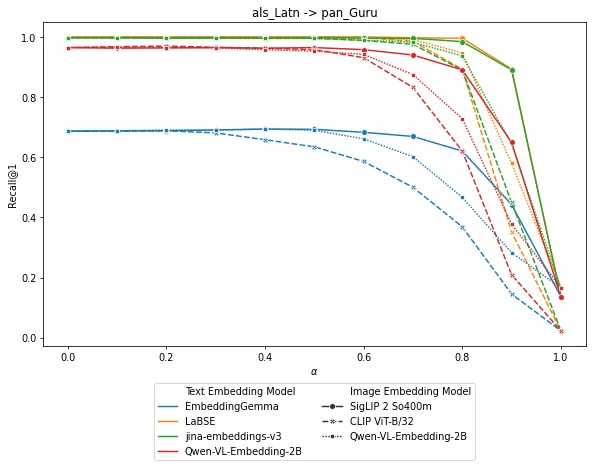 als_Latn -> pan_Guru
Recall@1
1.0
0.8
0.6
0.4
0.2
0.0
0.0 0.2 0.4 0.6 0.8 1.0
α
Text Embedding Model
EmbeddingGemma
LaBSE
jina-embeddings-v3
Qwen-VL-Embedding-2B
Image Embedding Model
SigLIP 2 So400m
CLIP ViT-B/32
Qwen-VL-Embedding-2B